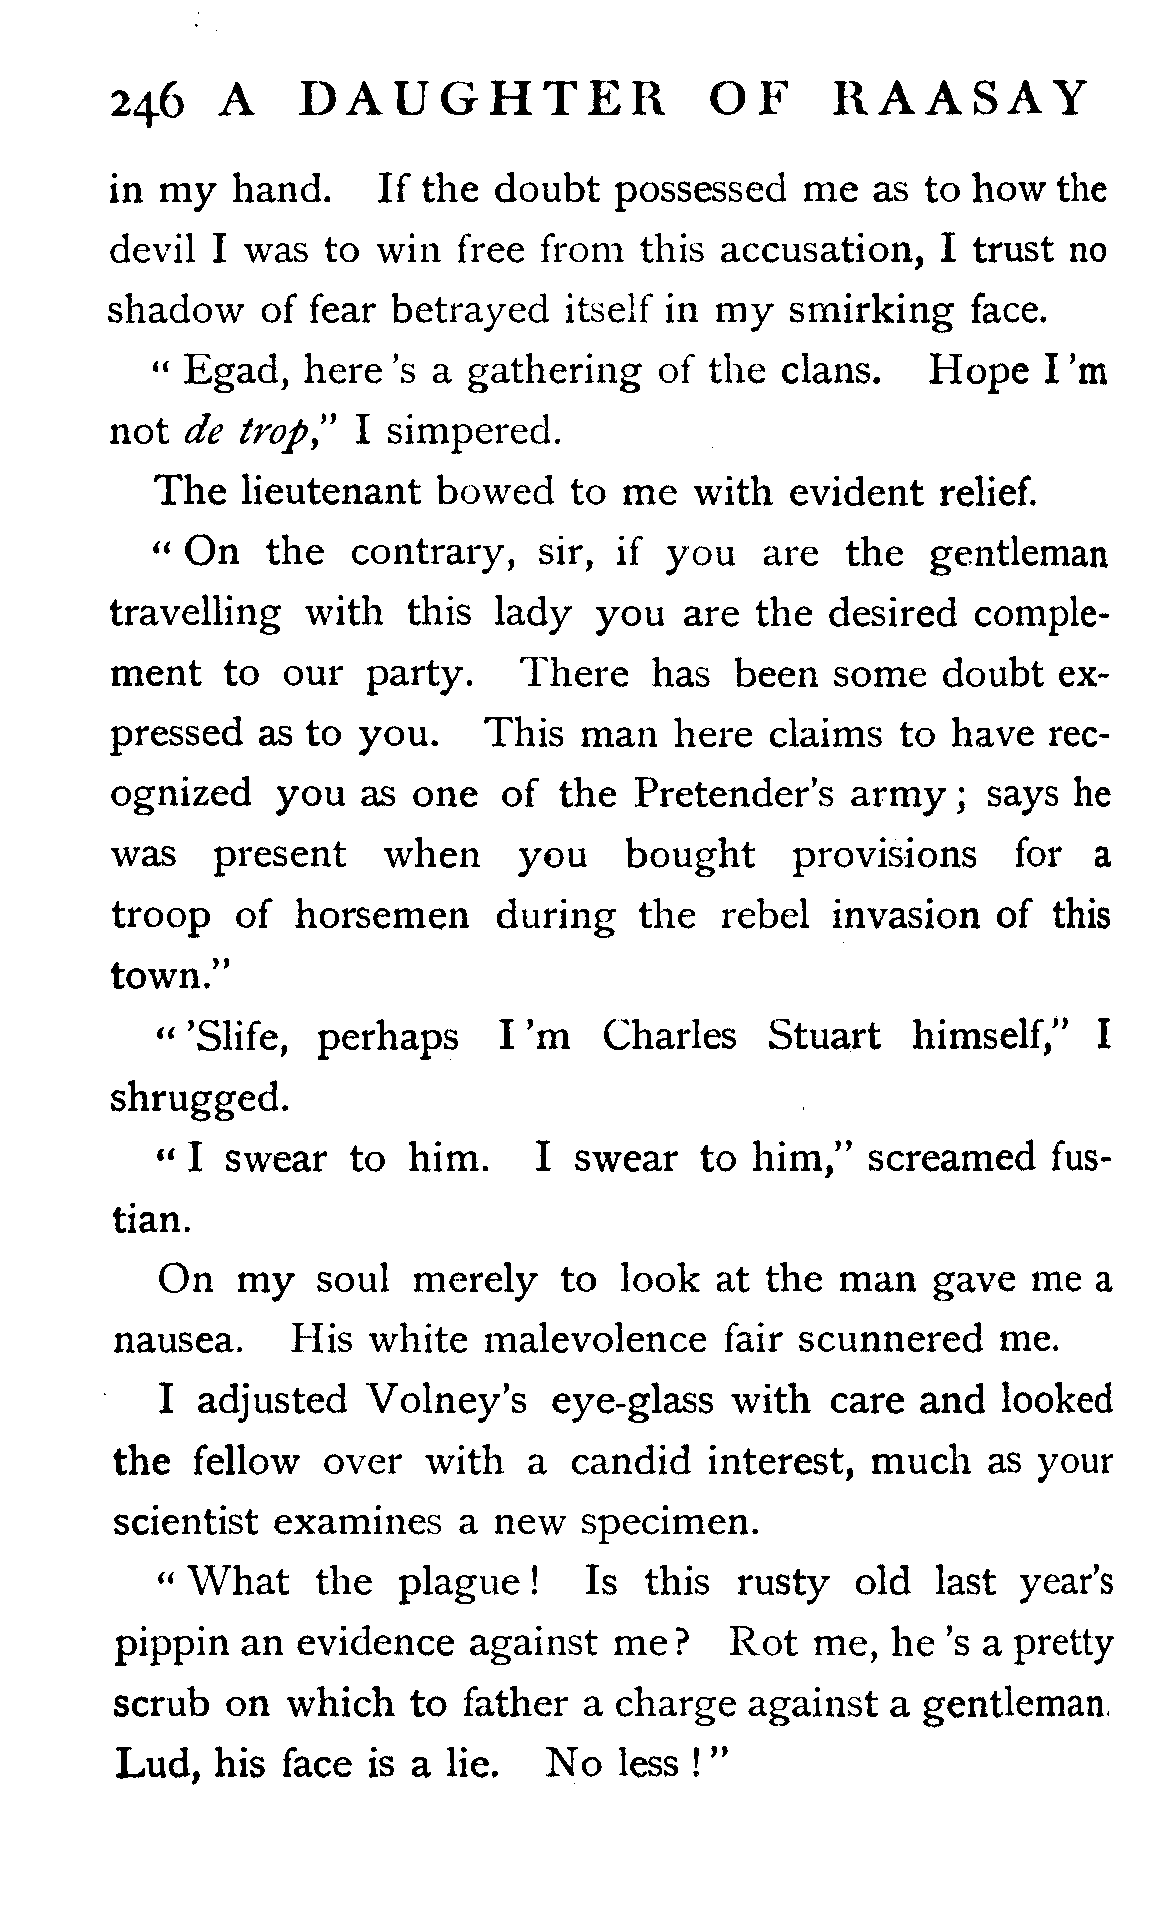 246 A DAUGHTER OF RAASAY
in my hand. If the doubt possessed me as to how the
devil I was to win free from this accusation, I trust no
shadow of fear betrayed itself in my smirking face.
“ Egad, here 's a gathering of the clans. Hope I 'm
not de trop,” I simpered.
The lieutenant bowed to me with evident relief.
“ On the contrary, sir, if you are the gentleman
travelling with this lady you are the desired comple-
ment to our party. There has been some doubt ex-
pressed as to you. This man here claims to have rec-
ognized you as one of the Pretender's army ; says he
was present when you bought provisions for a
troop of horsemen during the rebel invasion of this
town.”
“ 'Slife, perhaps I 'm Charles Stuart himself,” I
shrugged.
“ I swear to him. I swear to him,” screamed fus-
tian.
On my soul merely to look at the man gave me a
nausea. His white malevolence fair scunnered me.
I adjusted Volney's eye-glass with care and looked
the fellow over with a candid interest, much as your
scientist examines a new specimen.
“ What the plague ! Is this rusty old last year's
pippin an evidence against me ? Rot me, he 's a pretty
scrub on which to father a charge against a gentleman.
Lud, his face is a lie. No less ! ”